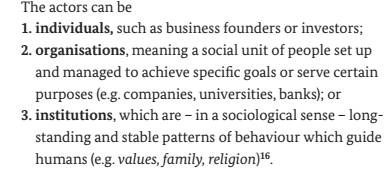 The actors can be
1. individuals, such as business founders or investors;
2. organisations, meaning a social unit of people set up
and managed to achieve specific goals or serve certain
purposes (e.g. companies, universities, banks); or
3. institutions, which are – in a sociological sense – long-
standing and stable patterns of behaviour which guide
humans (e.g. values, family, religion)¹⁶.